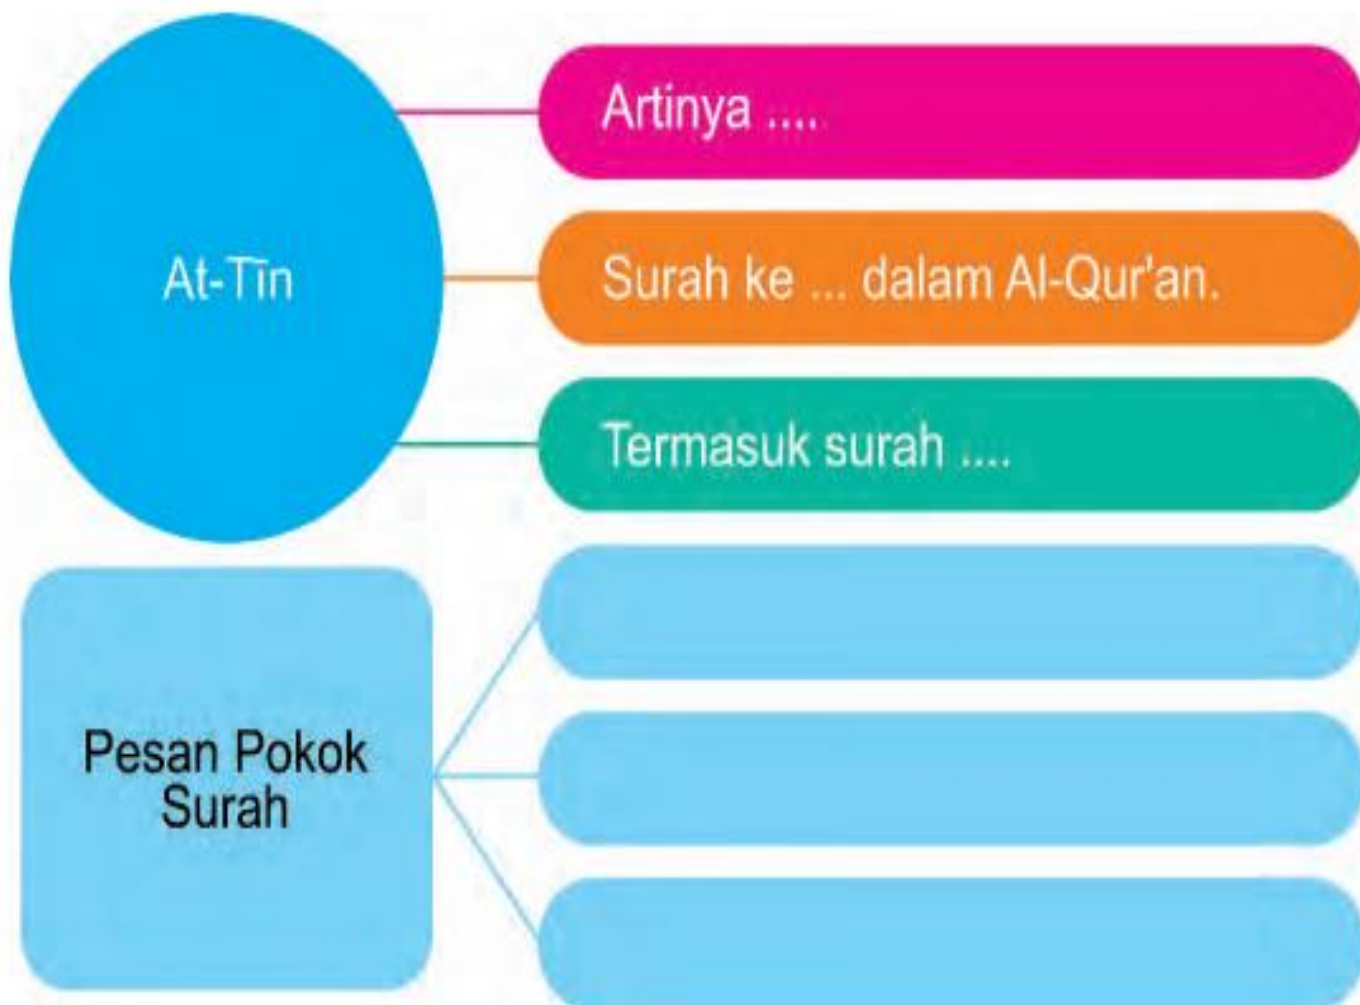 At-Tīn
Artinya ....
Surah ke ... dalam Al-Qur'an.
Termasuk surah ....
Pesan Pokok
Surah